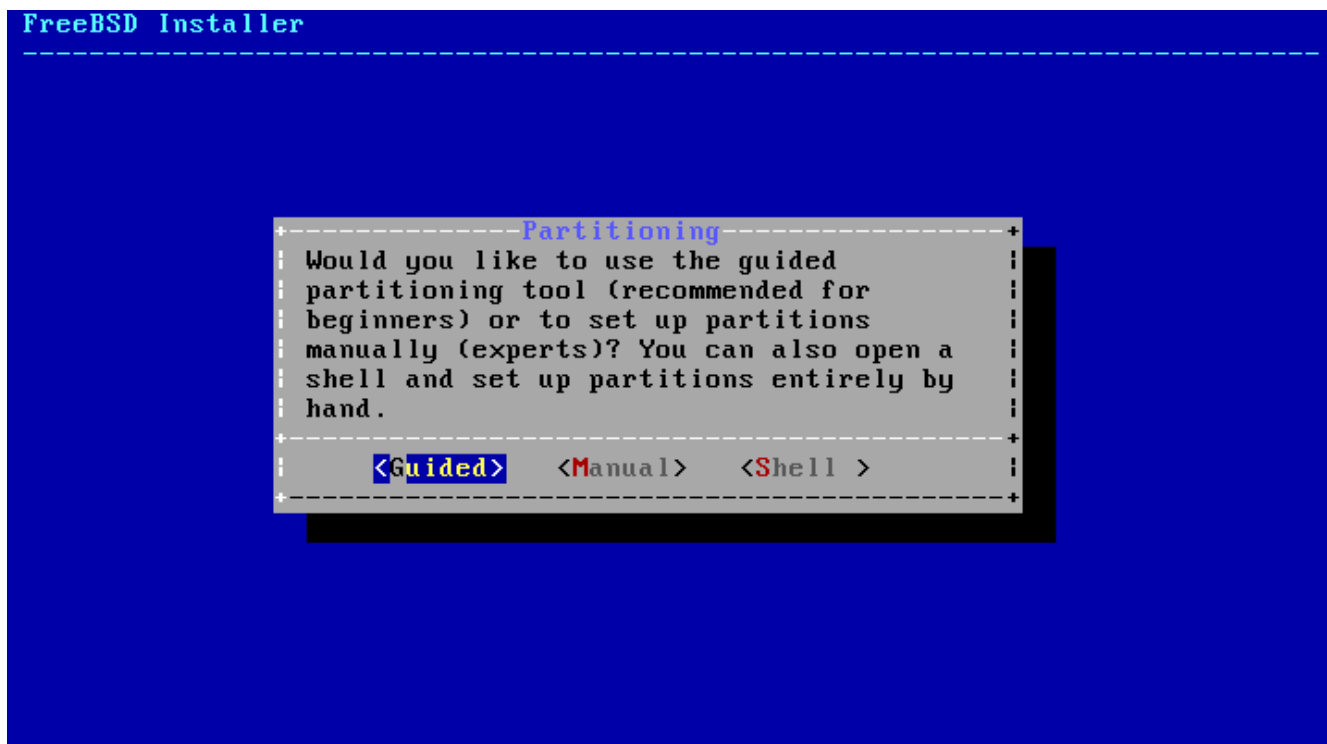 FreeBSD Installer
Partitioning
Would you like to use the guided
partitioning tool (recommended for
beginners) or to set up partitions
manually (experts)? You can also open a
shell and set up partitions entirely by
hand.
<Guided> <Manual> <Shell >